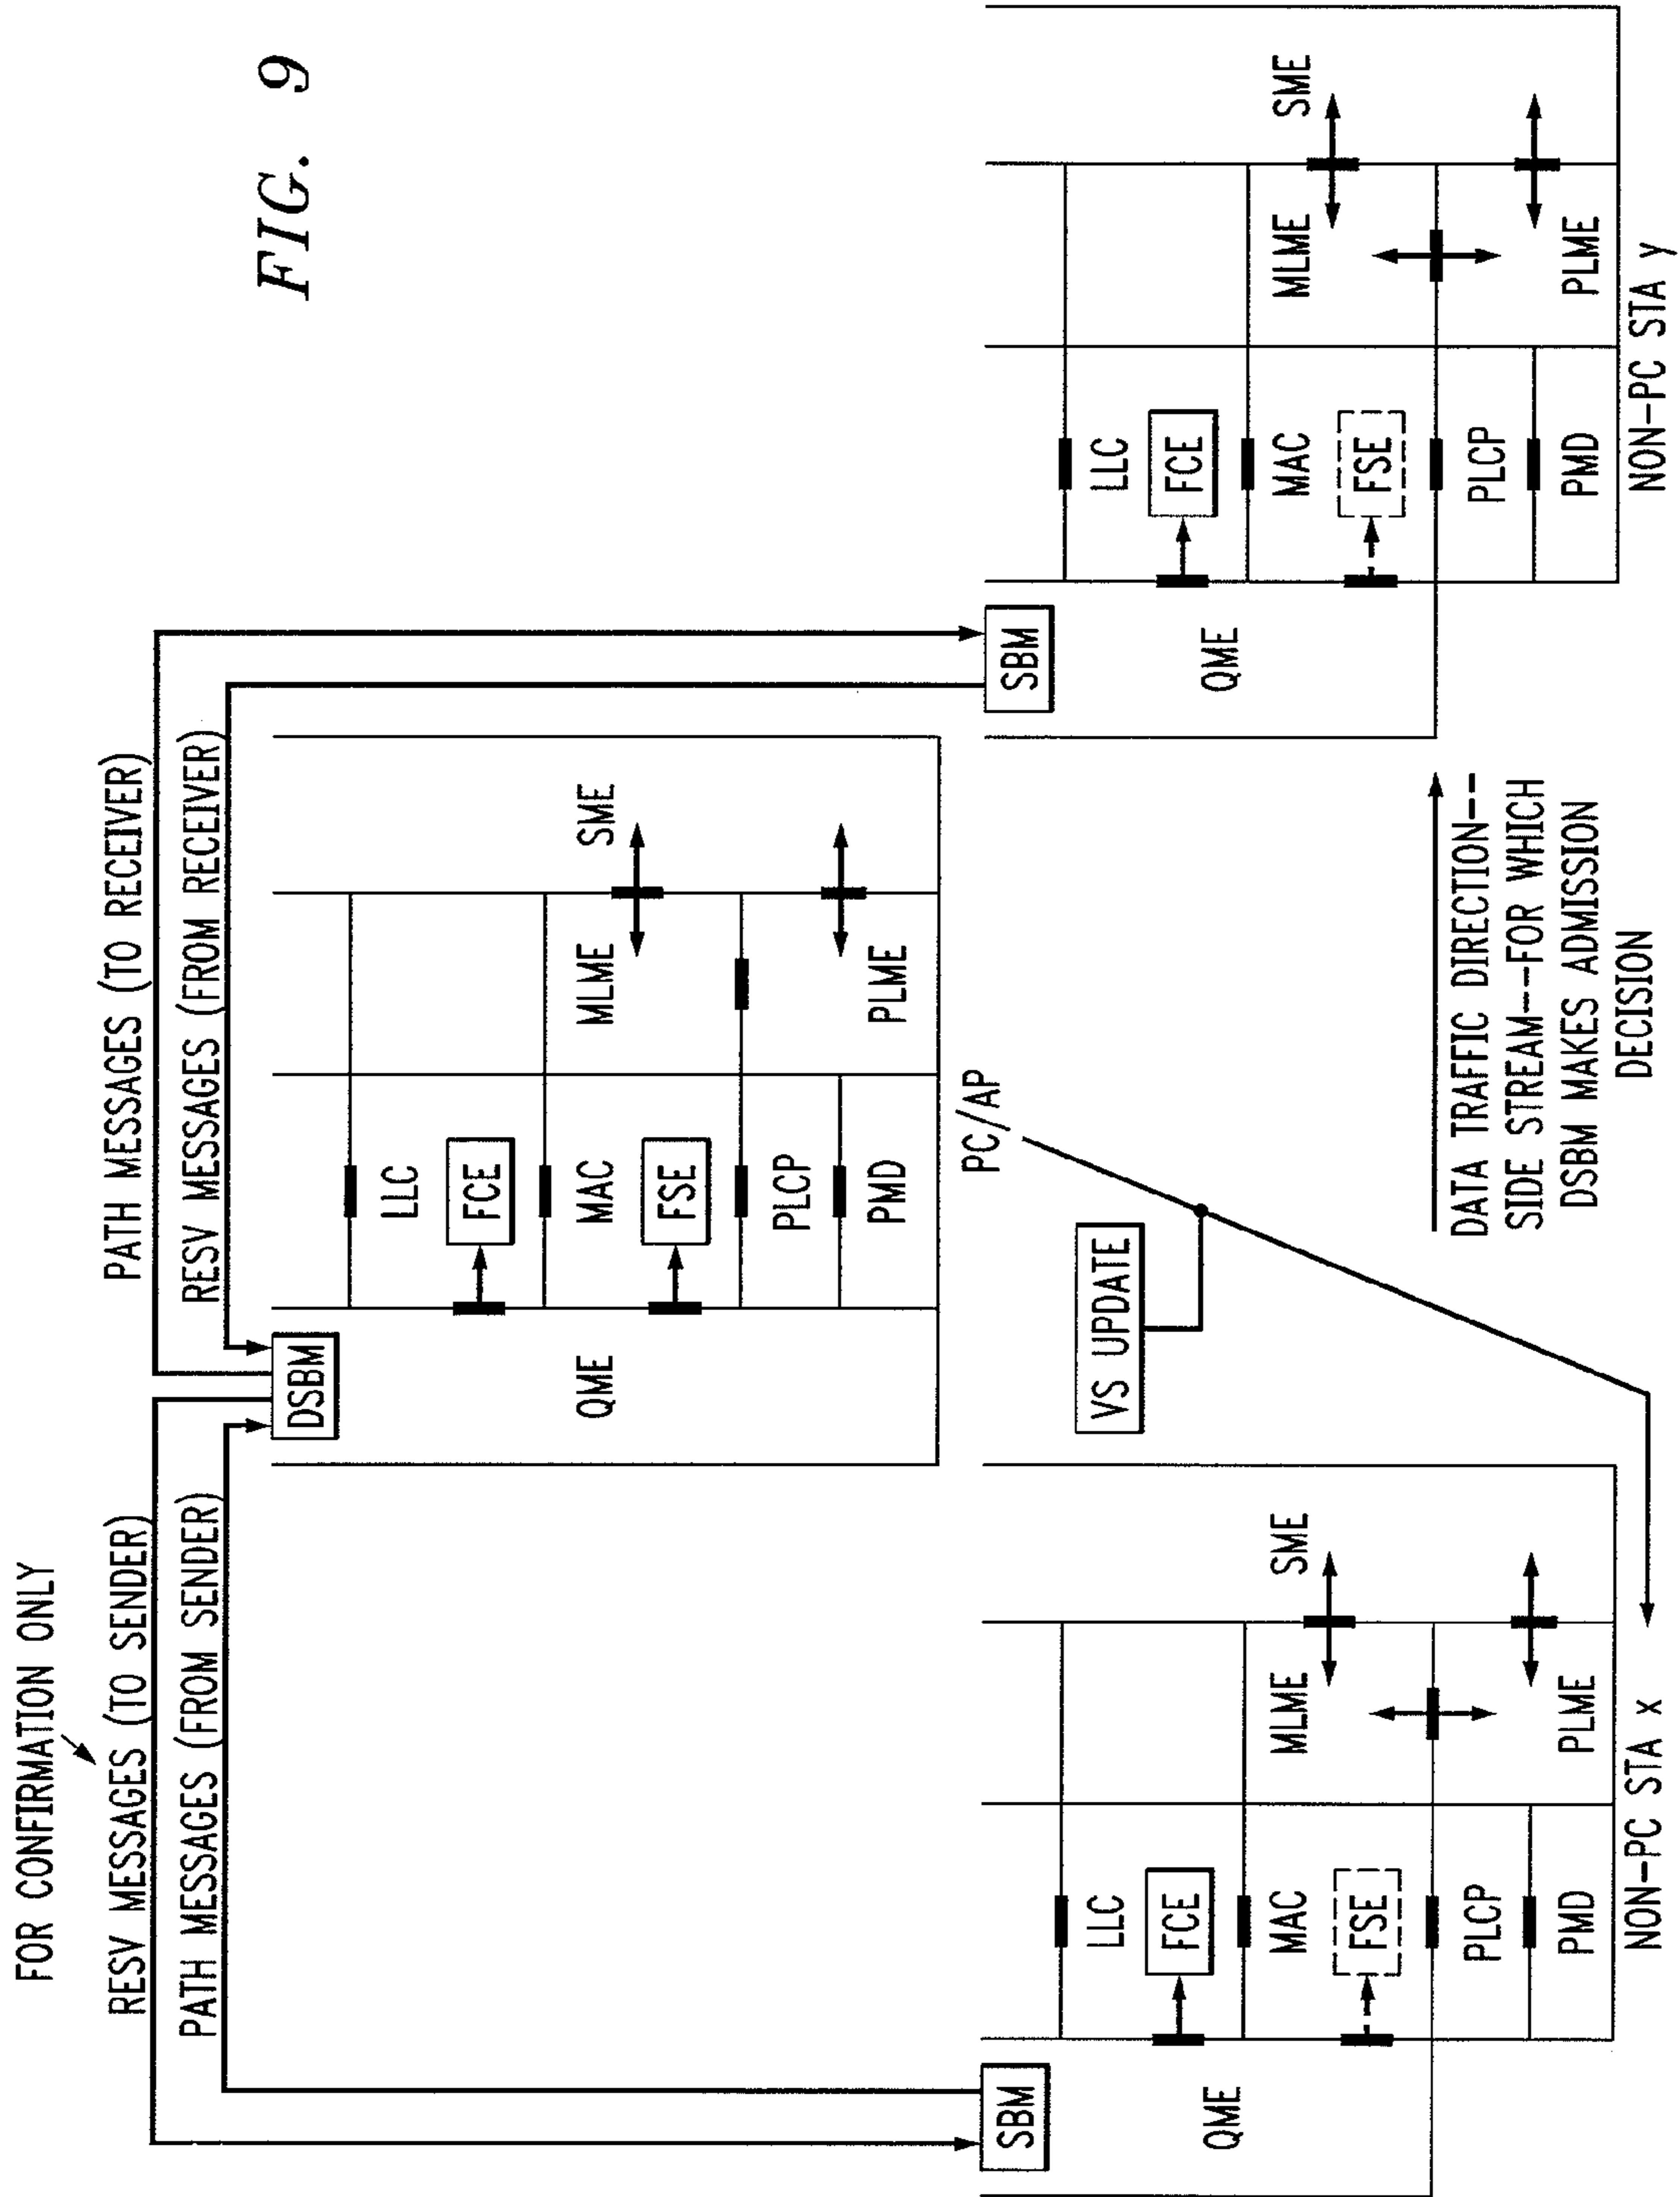 FIG. 9
FOR CONFIRMATION ONLY
RESV MESSAGES (TO SENDER)
PATH MESSAGES (FROM SENDER)
PATH MESSAGES (TO RECEIVER)
RESV MESSAGES (FROM RECEIVER)
DSBM
QME
LLC
FCE
MAC
FSE
PLCP
PMD
MLME
SME
PLME
PC/AP
VS UPDATE
SBM
QME
LLC
FCE
MAC
FSE
PLCP
PMD
MLME
SME
PLME
NON-PC STA x
DATA TRAFFIC DIRECTION--
SIDE STREAM---FOR WHICH
DSBM MAKES ADMISSION
DECISION
SBM
QME
LLC
FCE
MAC
FSE
PLCP
PMD
MLME
SME
PLME
NON-PC STA y